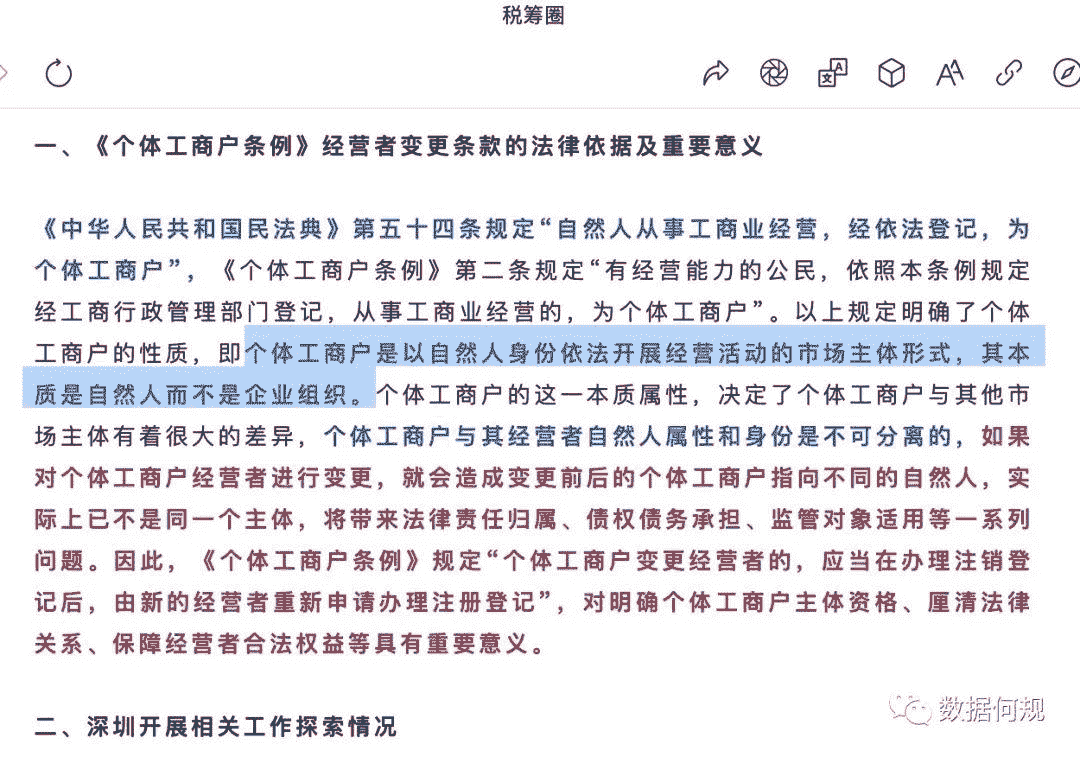 税筹圈
一、《个体工商户条例》经营者变更条款的法律依据及重要意义
《中华人民共和国民法典》第五十四条规定“自然人从事工商业经营，经依法登记，为
个体工商户”，《个体工商户条例》第二条规定“有经营能力的公民，依照本条例规定
经工商行政管理部门登记，从事工商业经营的，为个体工商户”。以上规定明确了个体
工商户的性质，即个体工商户是以自然人身份依法开展经营活动的市场主体形式，其本
质是自然人而不是企业组织。个体工商户的这一本质属性，决定了个体工商户与其他市
场主体有着很大的差异，个体工商户与其经营者自然人属性和身份是不可分离的，如果
对个体工商户经营者进行变更，就会造成变更前后的个体工商户指向不同的自然人，实
际上已不是同一个主体，将带来法律责任归属、债权债务承担、监管对象适用等一系列
问题。因此，《个体工商户条例》规定“个体工商户变更经营者的，应当在办理注销登
记后，由新的经营者重新申请办理注册登记”，对明确个体工商户主体资格、厘清法律
关系、保障经营者合法权益等具有重要意义。
二、深圳开展相关工作探索情况
数据何规